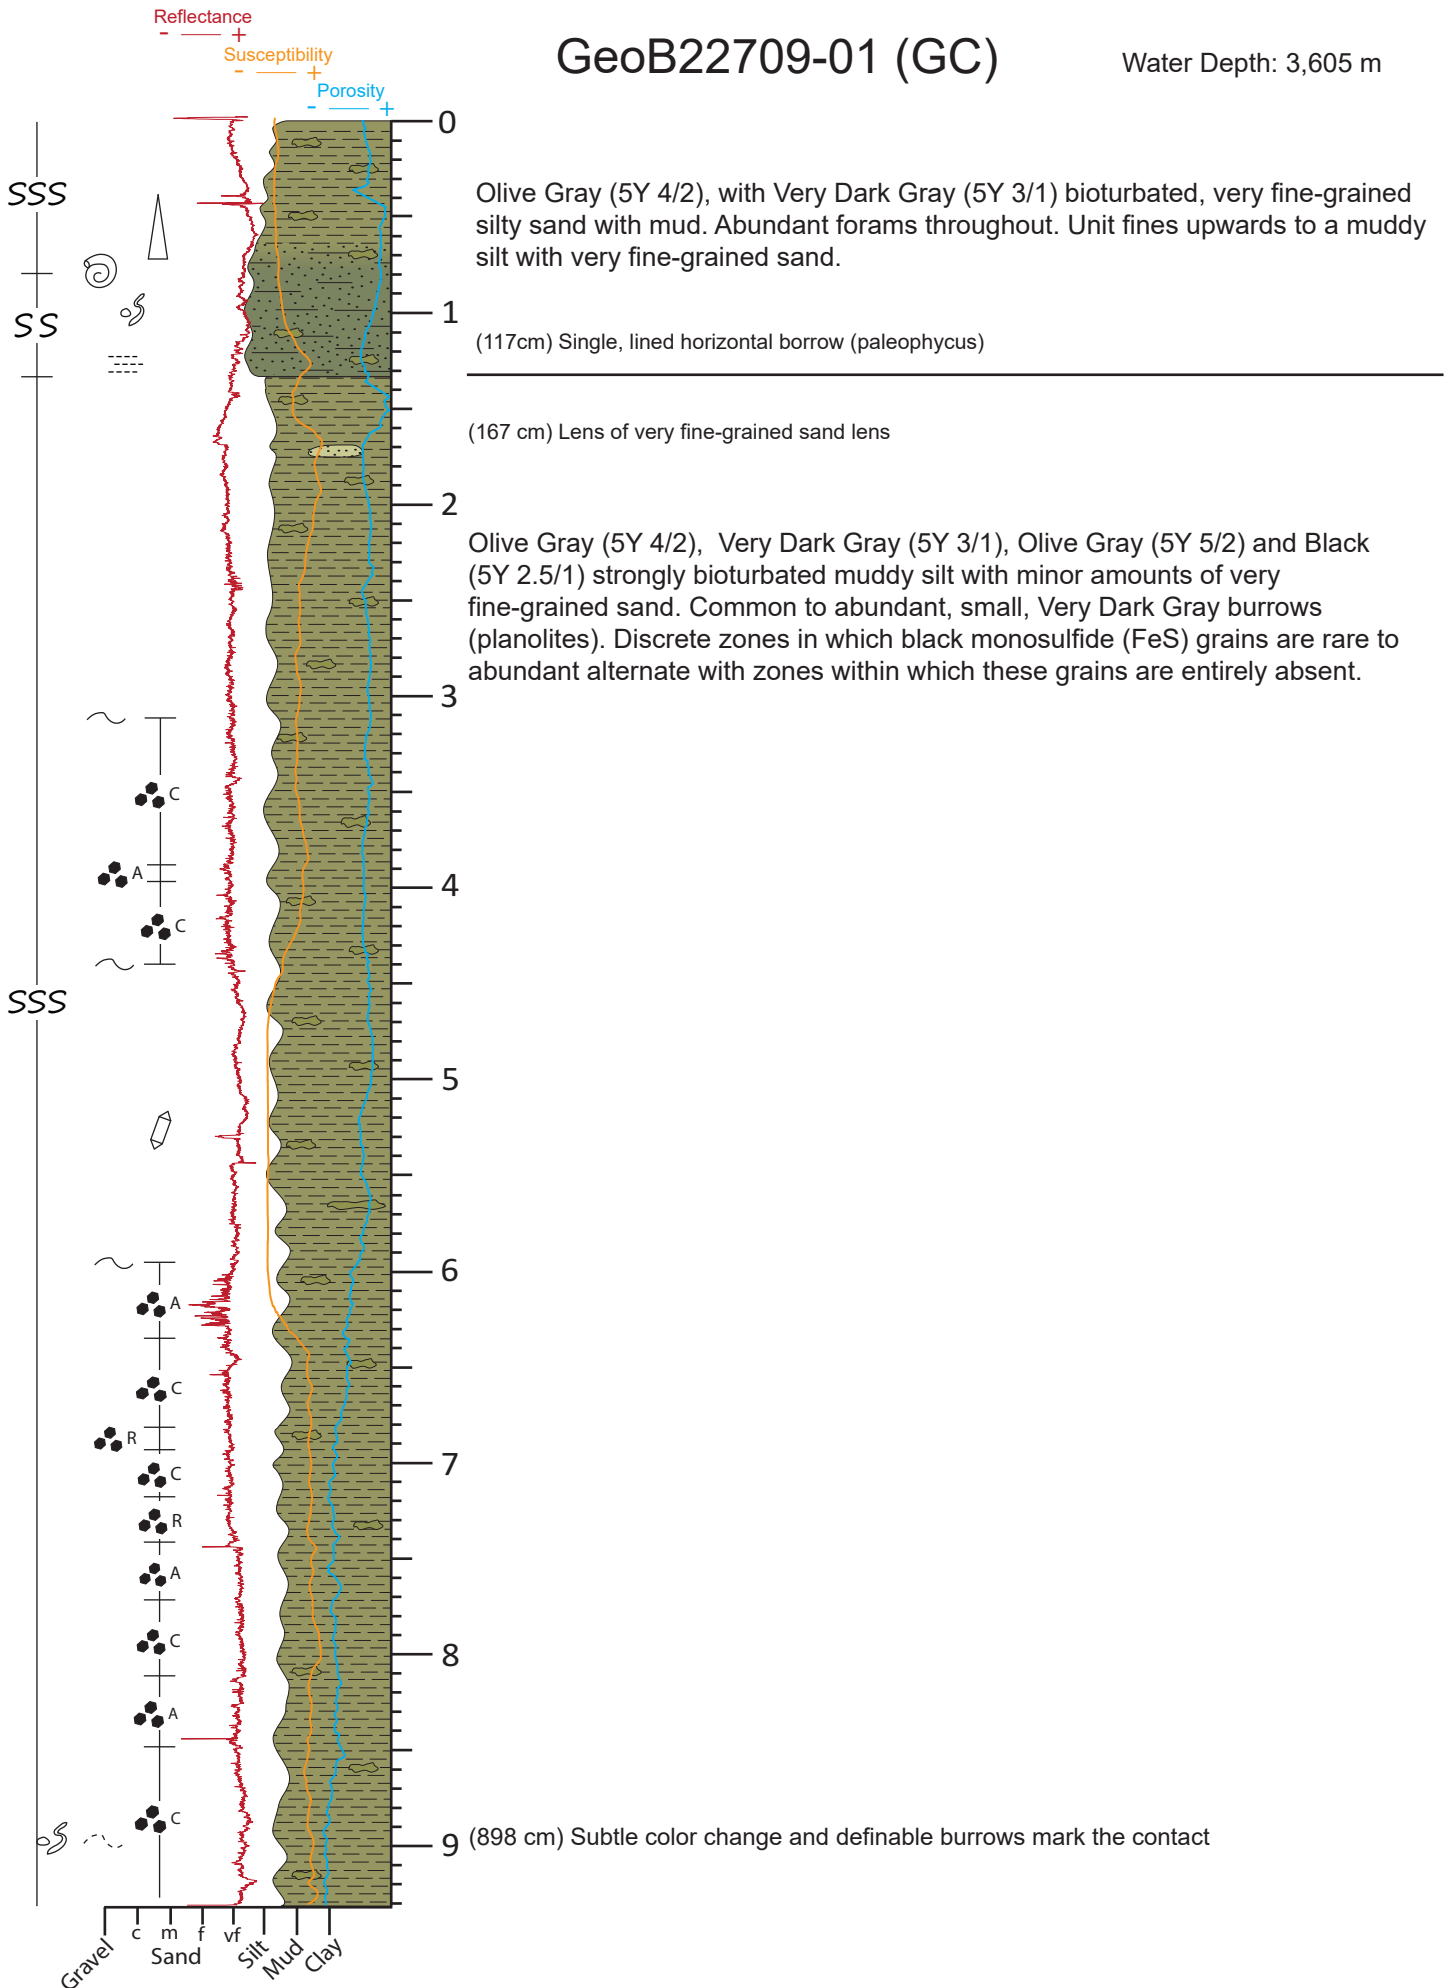 Reflectance
- +
Susceptibility
- +
Porosity
- +
GeoB22709-01 (GC)
Water Depth: 3,605 m
0
SSS
Olive Gray (5Y 4/2), with Very Dark Gray (5Y 3/1) bioturbated, very fine-grained
silty sand with mud. Abundant forams throughout. Unit fines upwards to a muddy
silt with very fine-grained sand.
1
SS
(117cm) Single, lined horizontal borrow (paleophycus)
(167 cm) Lens of very fine-grained sand lens
2
Olive Gray (5Y 4/2), Very Dark Gray (5Y 3/1), Olive Gray (5Y 5/2) and Black
(5Y 2.5/1) strongly bioturbated muddy silt with minor amounts of very
fine-grained sand. Common to abundant, small, Very Dark Gray burrows
(planolites). Discrete zones in which black monosulfide (FeS) grains are rare to
abundant alternate with zones within which these grains are entirely absent.
3
C
A
4
C
SSS
5
6
A
C
R
7
C
R
A
C
8
A
C
9
(898 cm) Subtle color change and definable burrows mark the contact
Gravel c m f vf Silt Mud Clay
Sand